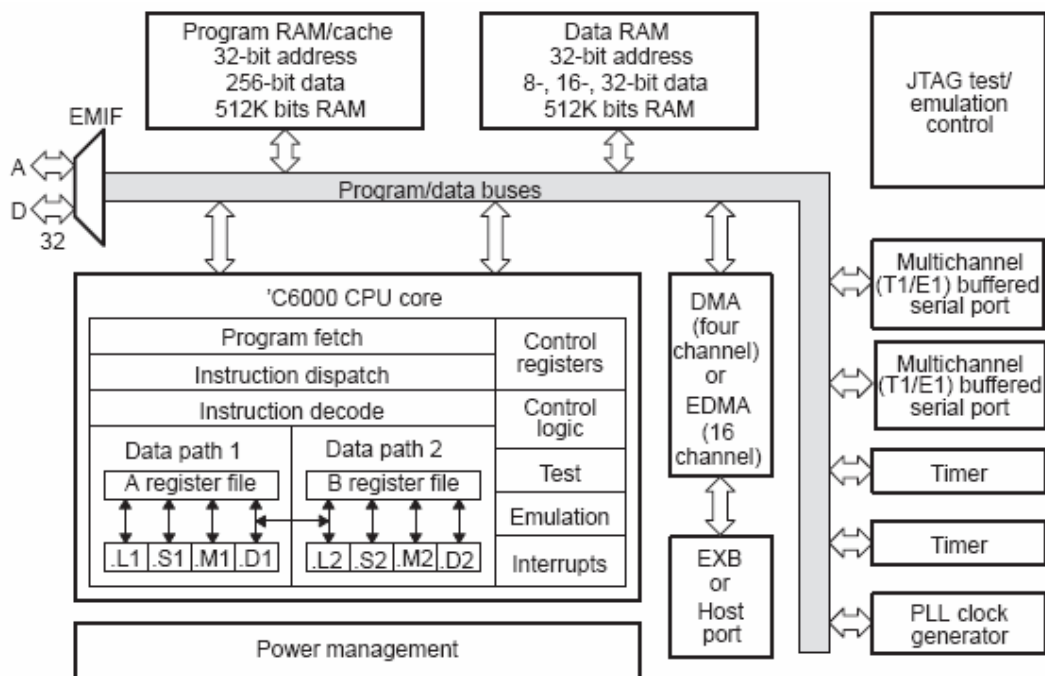 Program RAM/cache
32-bit address
256-bit data
512K bits RAM
Data RAM
32-bit address
8-, 16-, 32-bit data
512K bits RAM
JTAG test/
emulation
control
EMIF
A
D
32
Program/data buses
'C6000 CPU core
Program fetch
Instruction dispatch
Instruction decode
Control
registers
Control
logic
Test
Emulation
Interrupts
Data path 1
A register file
.L1 .S1 .M1 .D1
Data path 2
B register file
.L2 .S2 .M2 .D2
DMA
(four
channel)
or
EDMA
(16
channel)
EXB
or
Host
port
Multichannel
(T1/E1) buffered
serial port
Multichannel
(T1/E1) buffered
serial port
Timer
Timer
PLL clock
generator
Power management